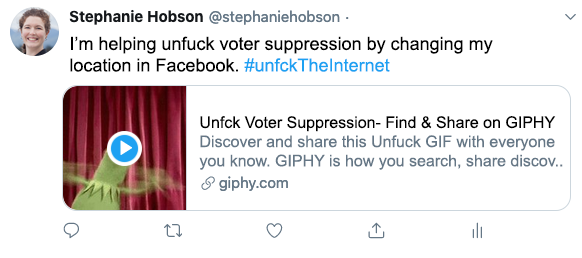 Stephanie Hobson @stephaniehobson ·
I'm helping unfuck voter suppression by changing my
location in Facebook. #unfckTheInternet
Unfck Voter Suppression- Find & Share on GIPHY
Discover and share this Unfuck GIF with everyone
you know. GIPHY is how you search, share discov..
giphy.com